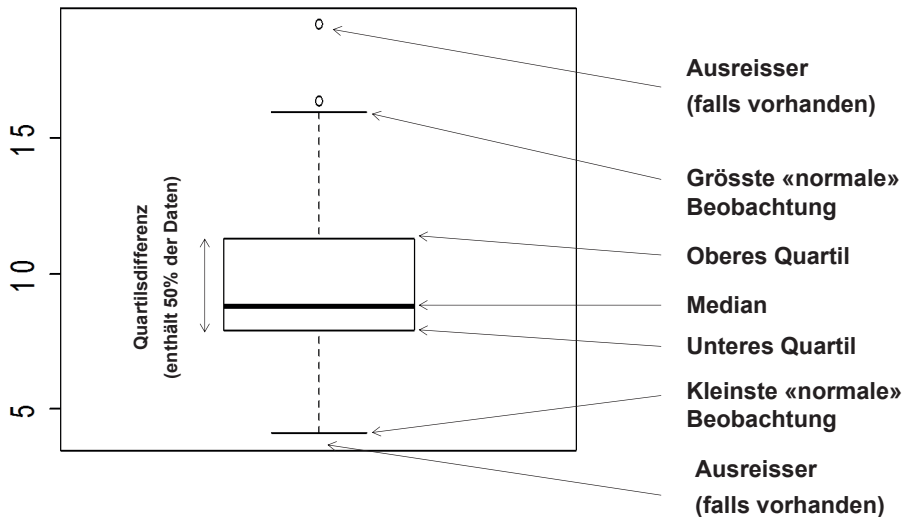 Ausreisser
(falls vorhanden)
15
Grösste «normale»
Beobachtung
Quartilsdifferenz
(enthält 50% der Daten)
Oberes Quartil
10
Median
Unteres Quartil
Kleinste «normale»
Beobachtung
5
Ausreisser
(falls vorhanden)